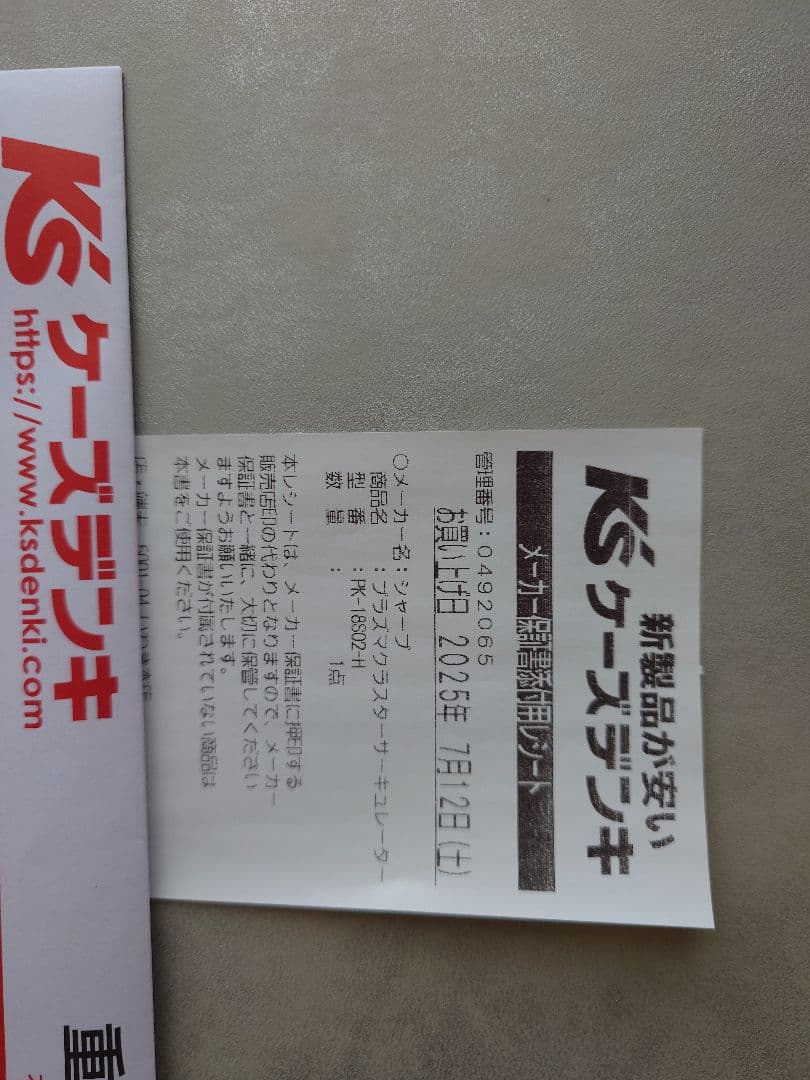 新製品が安い
K's ケーズデンキ
メーカー保証書添付用レシート
管理番号:0492065
お買い上げ日 2025年 7月12日(土)
○メーカー名:シャープ
商品名 :プラズマクラスターサーキュレーター
型 番 :PK-18S02-H
数 量 : 1点
本レシートは、メーカー保証書に押印する
販売店印の代わりとなりますので、メーカー
保証書と一緒に、大切に保管してください
ますようお願いいたします。
メーカー保証書が付属されていない商品は
本書をご使用ください。
K's ケーズデンキ
https://www.ksdenki.com
重